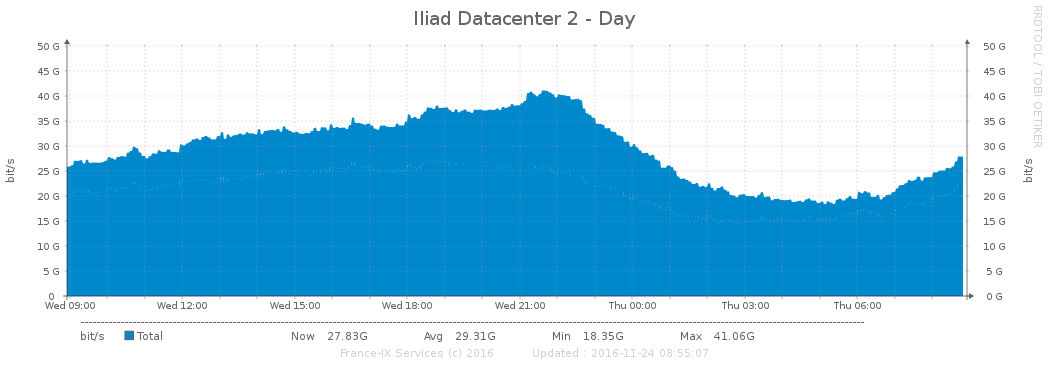 Iliad Datacenter 2 - Day
RRDTOOL / TOBI OETIKER
50 G 50 G
45 G 45 G
40 G 40 G
35 G 35 G
30 G 30 G
25 G 25 G
20 G 20 G
15 G 15 G
10 G 10 G
5 G 5 G
0 0 G
bit/s
bit/s
Wed 09:00 Wed 12:00 Wed 15:00 Wed 18:00 Wed 21:00 Thu 00:00 Thu 03:00 Thu 06:00
bit/s Total Now 27.83G Avg 29.31G Min 18.35G Max 41.06G
France-IX Services (c) 2016 Updated : 2016-11-24 08:55:07